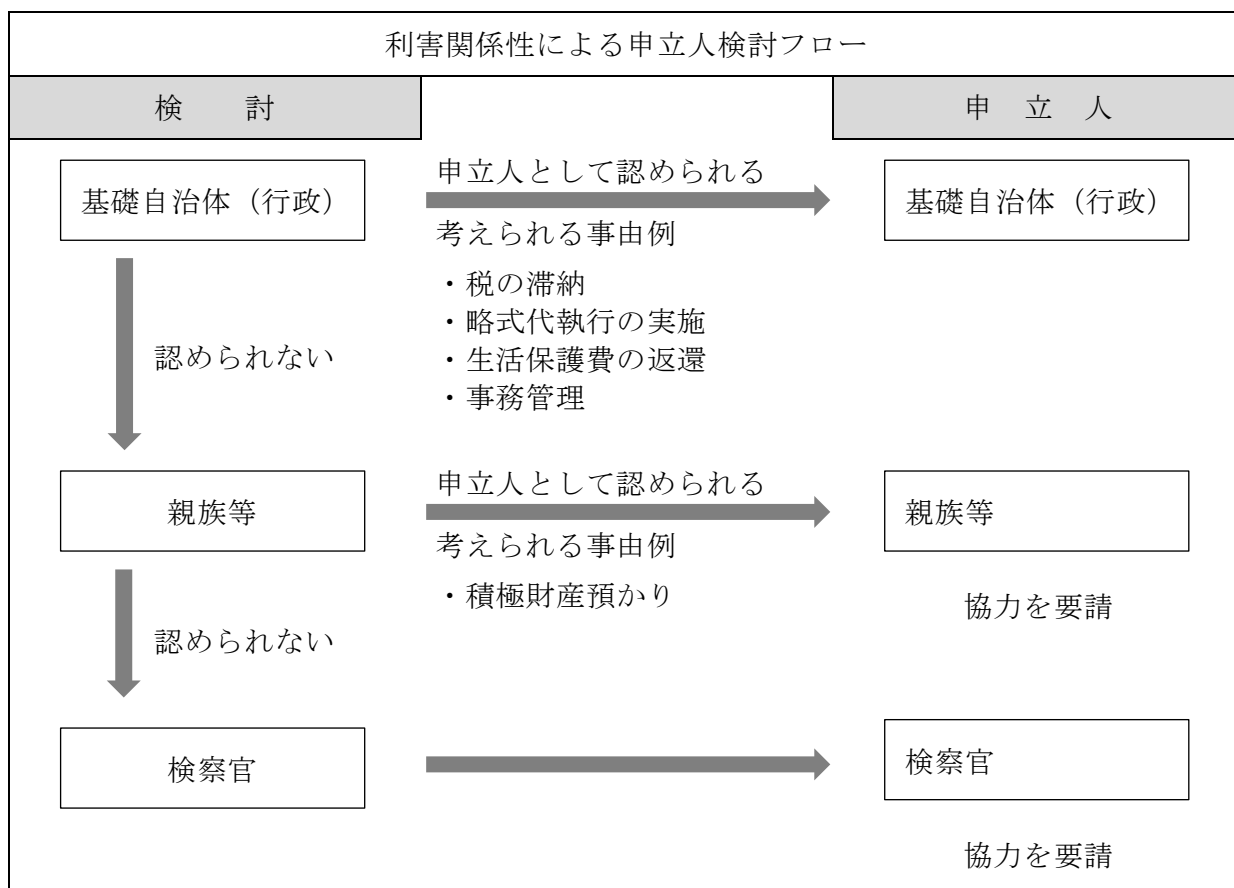 利害関係性による申立人検討フロー
検 討
申 立 人
基礎自治体（行政）
申立人として認められる
基礎自治体（行政）
考えられる事由例
・税の滞納
・略式代執行の実施
・生活保護費の返還
・事務管理
認められない
親族等
申立人として認められる
親族等
考えられる事由例
・積極財産預かり
協力を要請
認められない
検察官
検察官
協力を要請